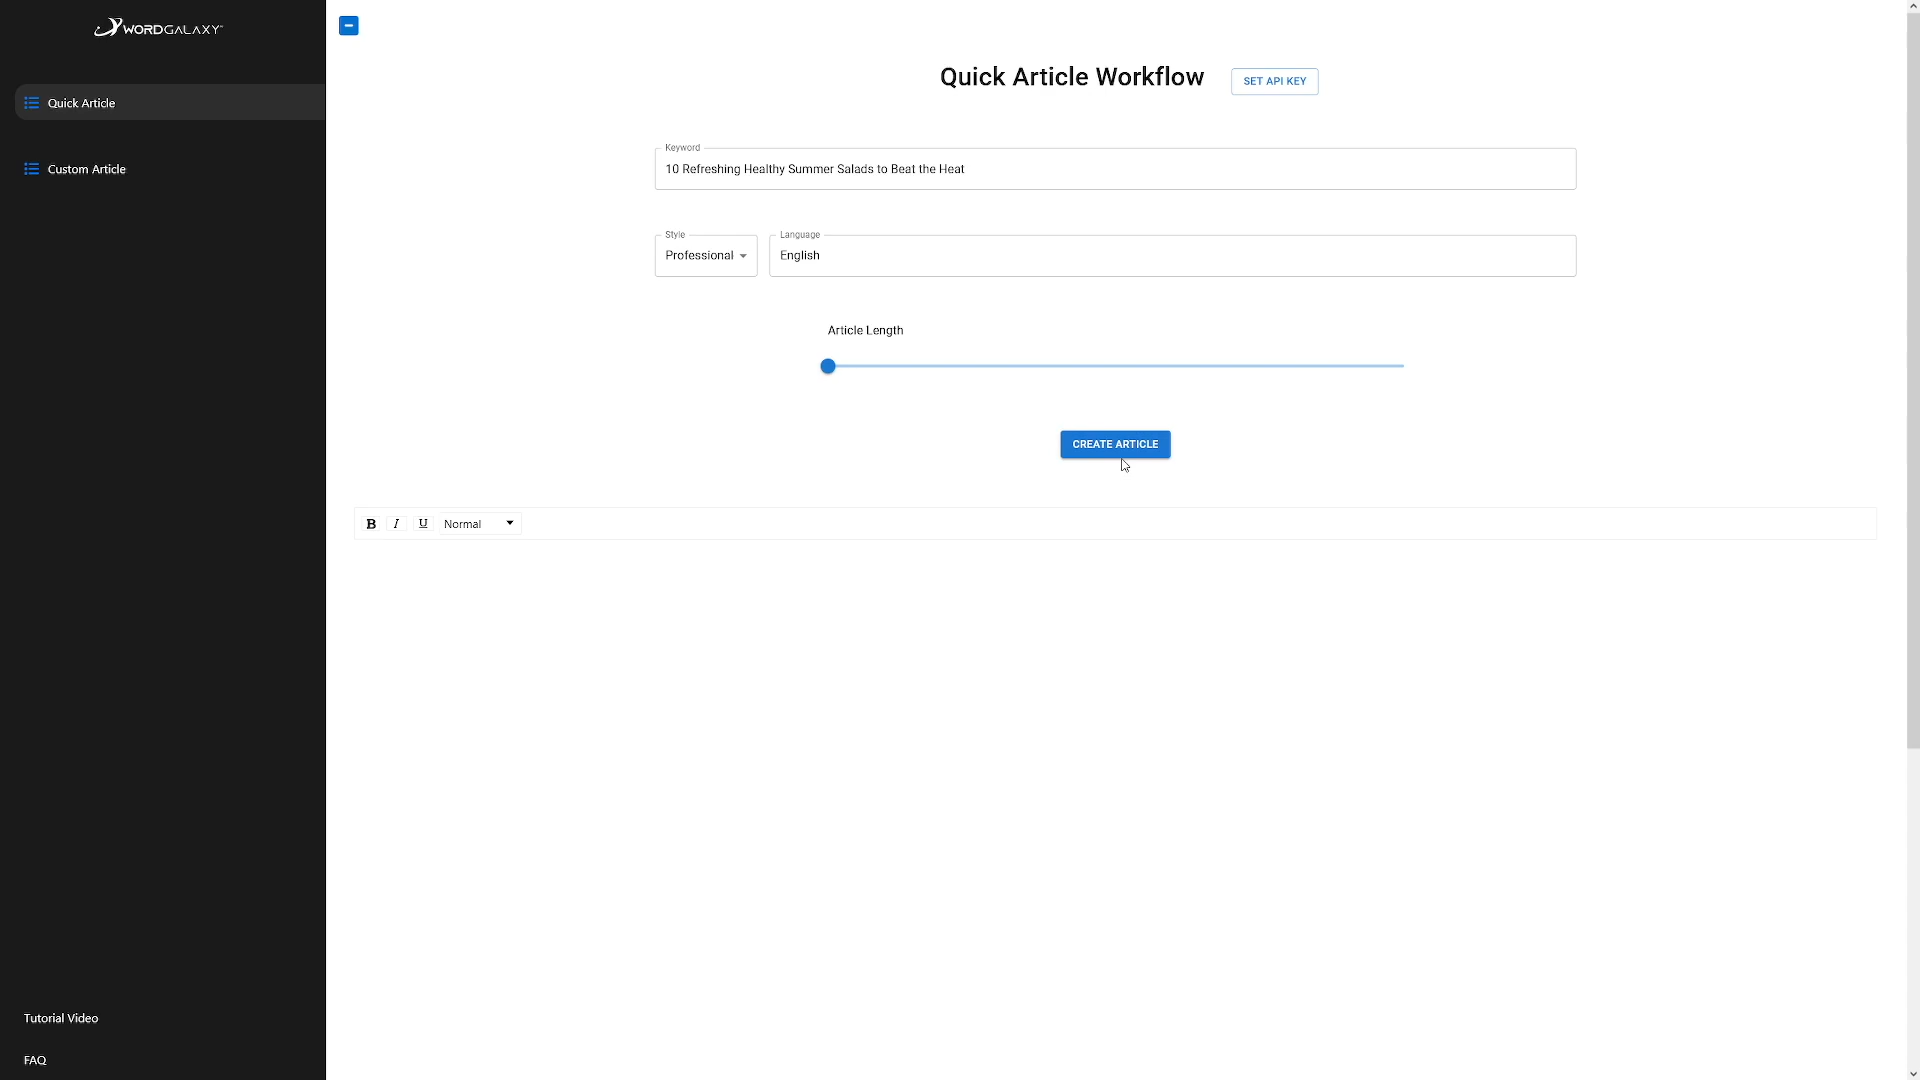 WORDGALAXY
Quick Article
Custom Article
Tutorial Video
FAQ
Quick Article Workflow
SET API KEY
Keyword
10 Refreshing Healthy Summer Salads to Beat the Heat
Style
Professional
Language
English
Article Length
CREATE ARTICLE
B I U Normal